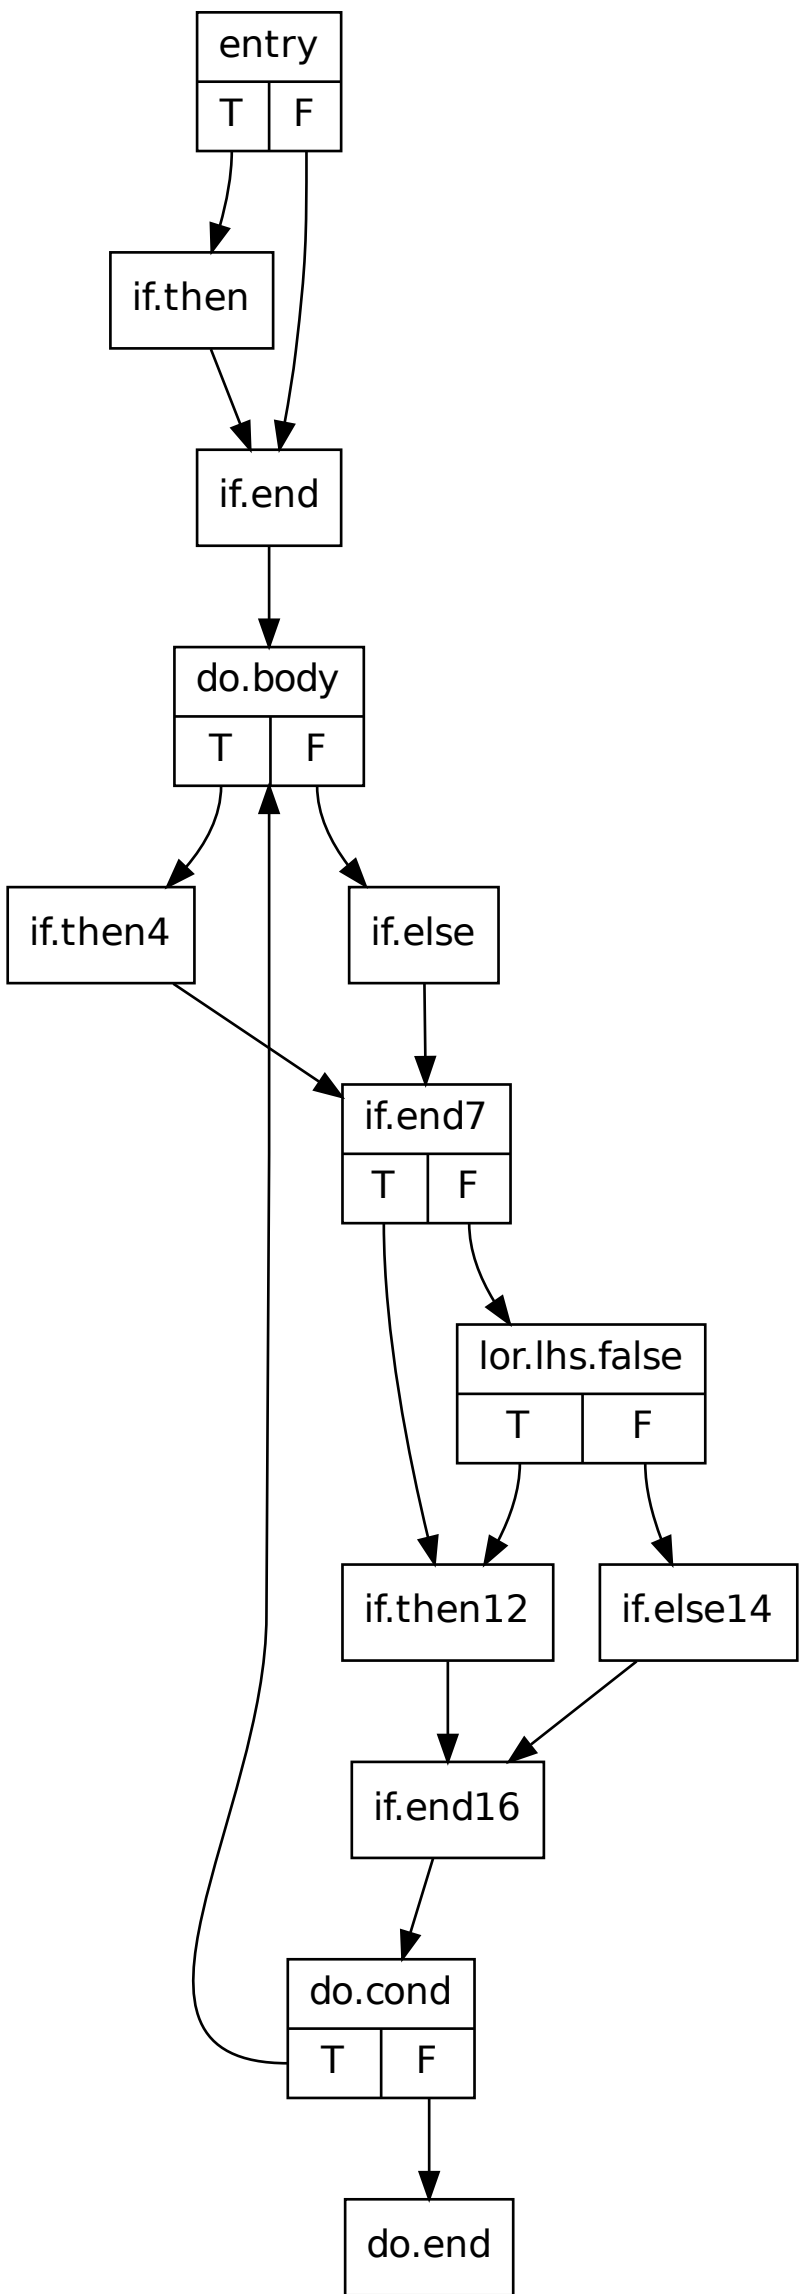 entry
T F
if.then
if.end
do.body
T F
if.then4
if.else
if.end7
T F
lor.lhs.false
T F
if.then12
if.else14
if.end16
do.cond
T F
do.end